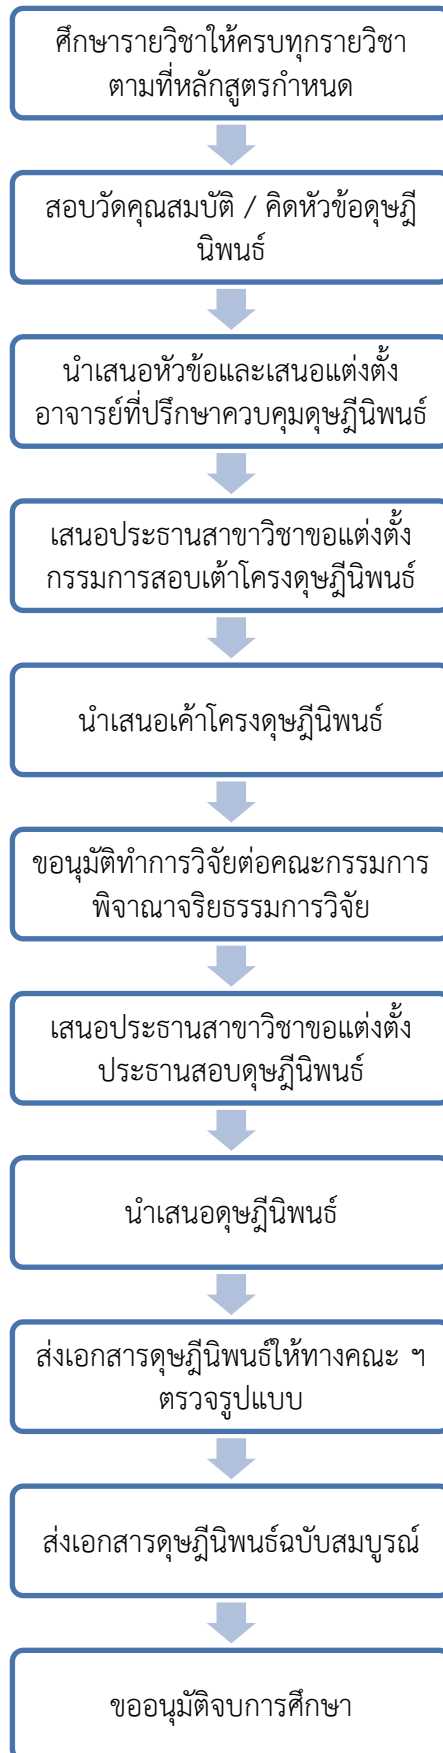 ศึกษารายวิชาให้ครบทุกรายวิชา
ตามที่หลักสูตรกำหนด
สอบวัดคุณสมบัติ / คิดหัวข้อดุษฎี
นิพนธ์
นำเสนอหัวข้อและเสนอแต่งตั้ง
อาจารย์ที่ปรึกษาควบคุมดุษฎีนิพนธ์
เสนอประธานสาขาวิชาขอแต่งตั้ง
กรรมการสอบเต้าโครงดุษฎีนิพนธ์
นำเสนอเค้าโครงดุษฎีนิพนธ์
ขอนุมัติทำการวิจัยต่อคณะกรรมการ
พิจาณาจริยธรรมการวิจัย
เสนอประธานสาขาวิชาขอแต่งตั้ง
ประธานสอบดุษฎีนิพนธ์
นำเสนอดุษฎีนิพนธ์
ส่งเอกสารดุษฎีนิพนธ์ให้ทางคณะ ฯ
ตรวจรูปแบบ
ส่งเอกสารดุษฎีนิพนธ์ฉบับสมบูรณ์
ขออนุมัติจบการศึกษา